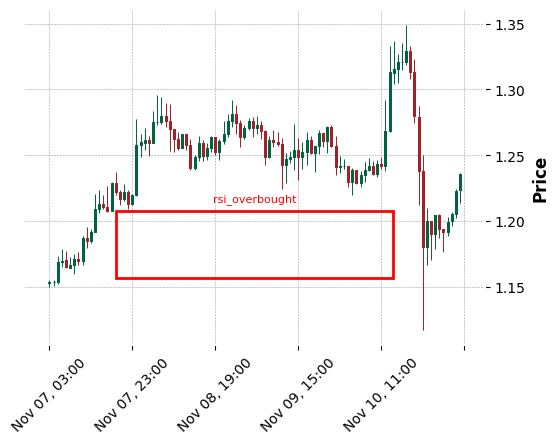 1.35
1.30
1.25
1.20
1.15
Price
rsi_overbought
Nov 07, 03:00
Nov 07, 23:00
Nov 08, 19:00
Nov 09, 15:00
Nov 10, 11:00